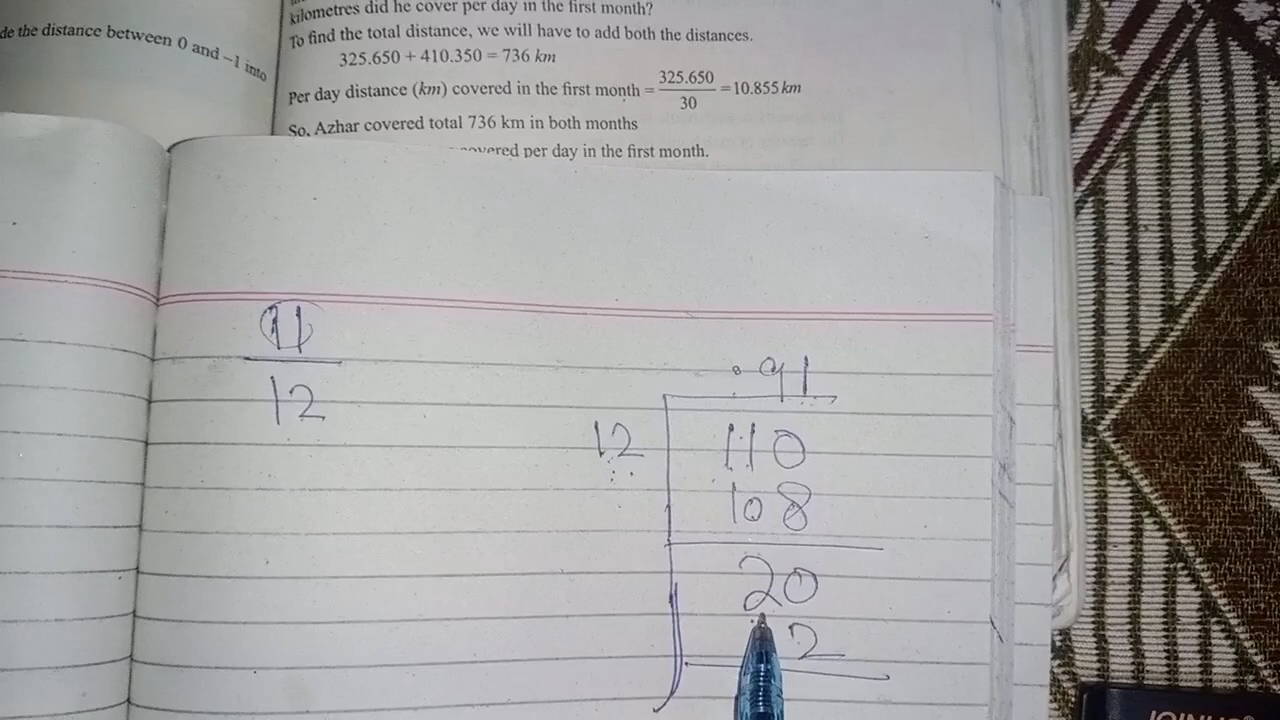 de the distance between 0 and –1 into
kilometres did he cover per day in the first month?
To find the total distance, we will have to add both the distances.
325.650 + 410.350 = 736 km
Per day distance (km) covered in the first month = 325.650 / 30 = 10.855 km
So, Azhar covered total 736 km in both months
per day in the first month.
11
12
.91
12 110
108
20
2